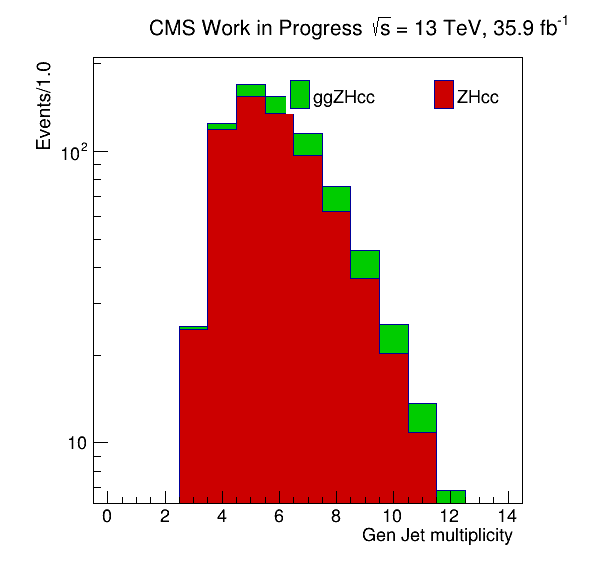 CMS Work in Progress √s = 13 TeV, 35.9 fb⁻¹
Events/1.0
ggZHcc ZHcc
10²
10
0 2 4 6 8 10 12 14
Gen Jet multiplicity